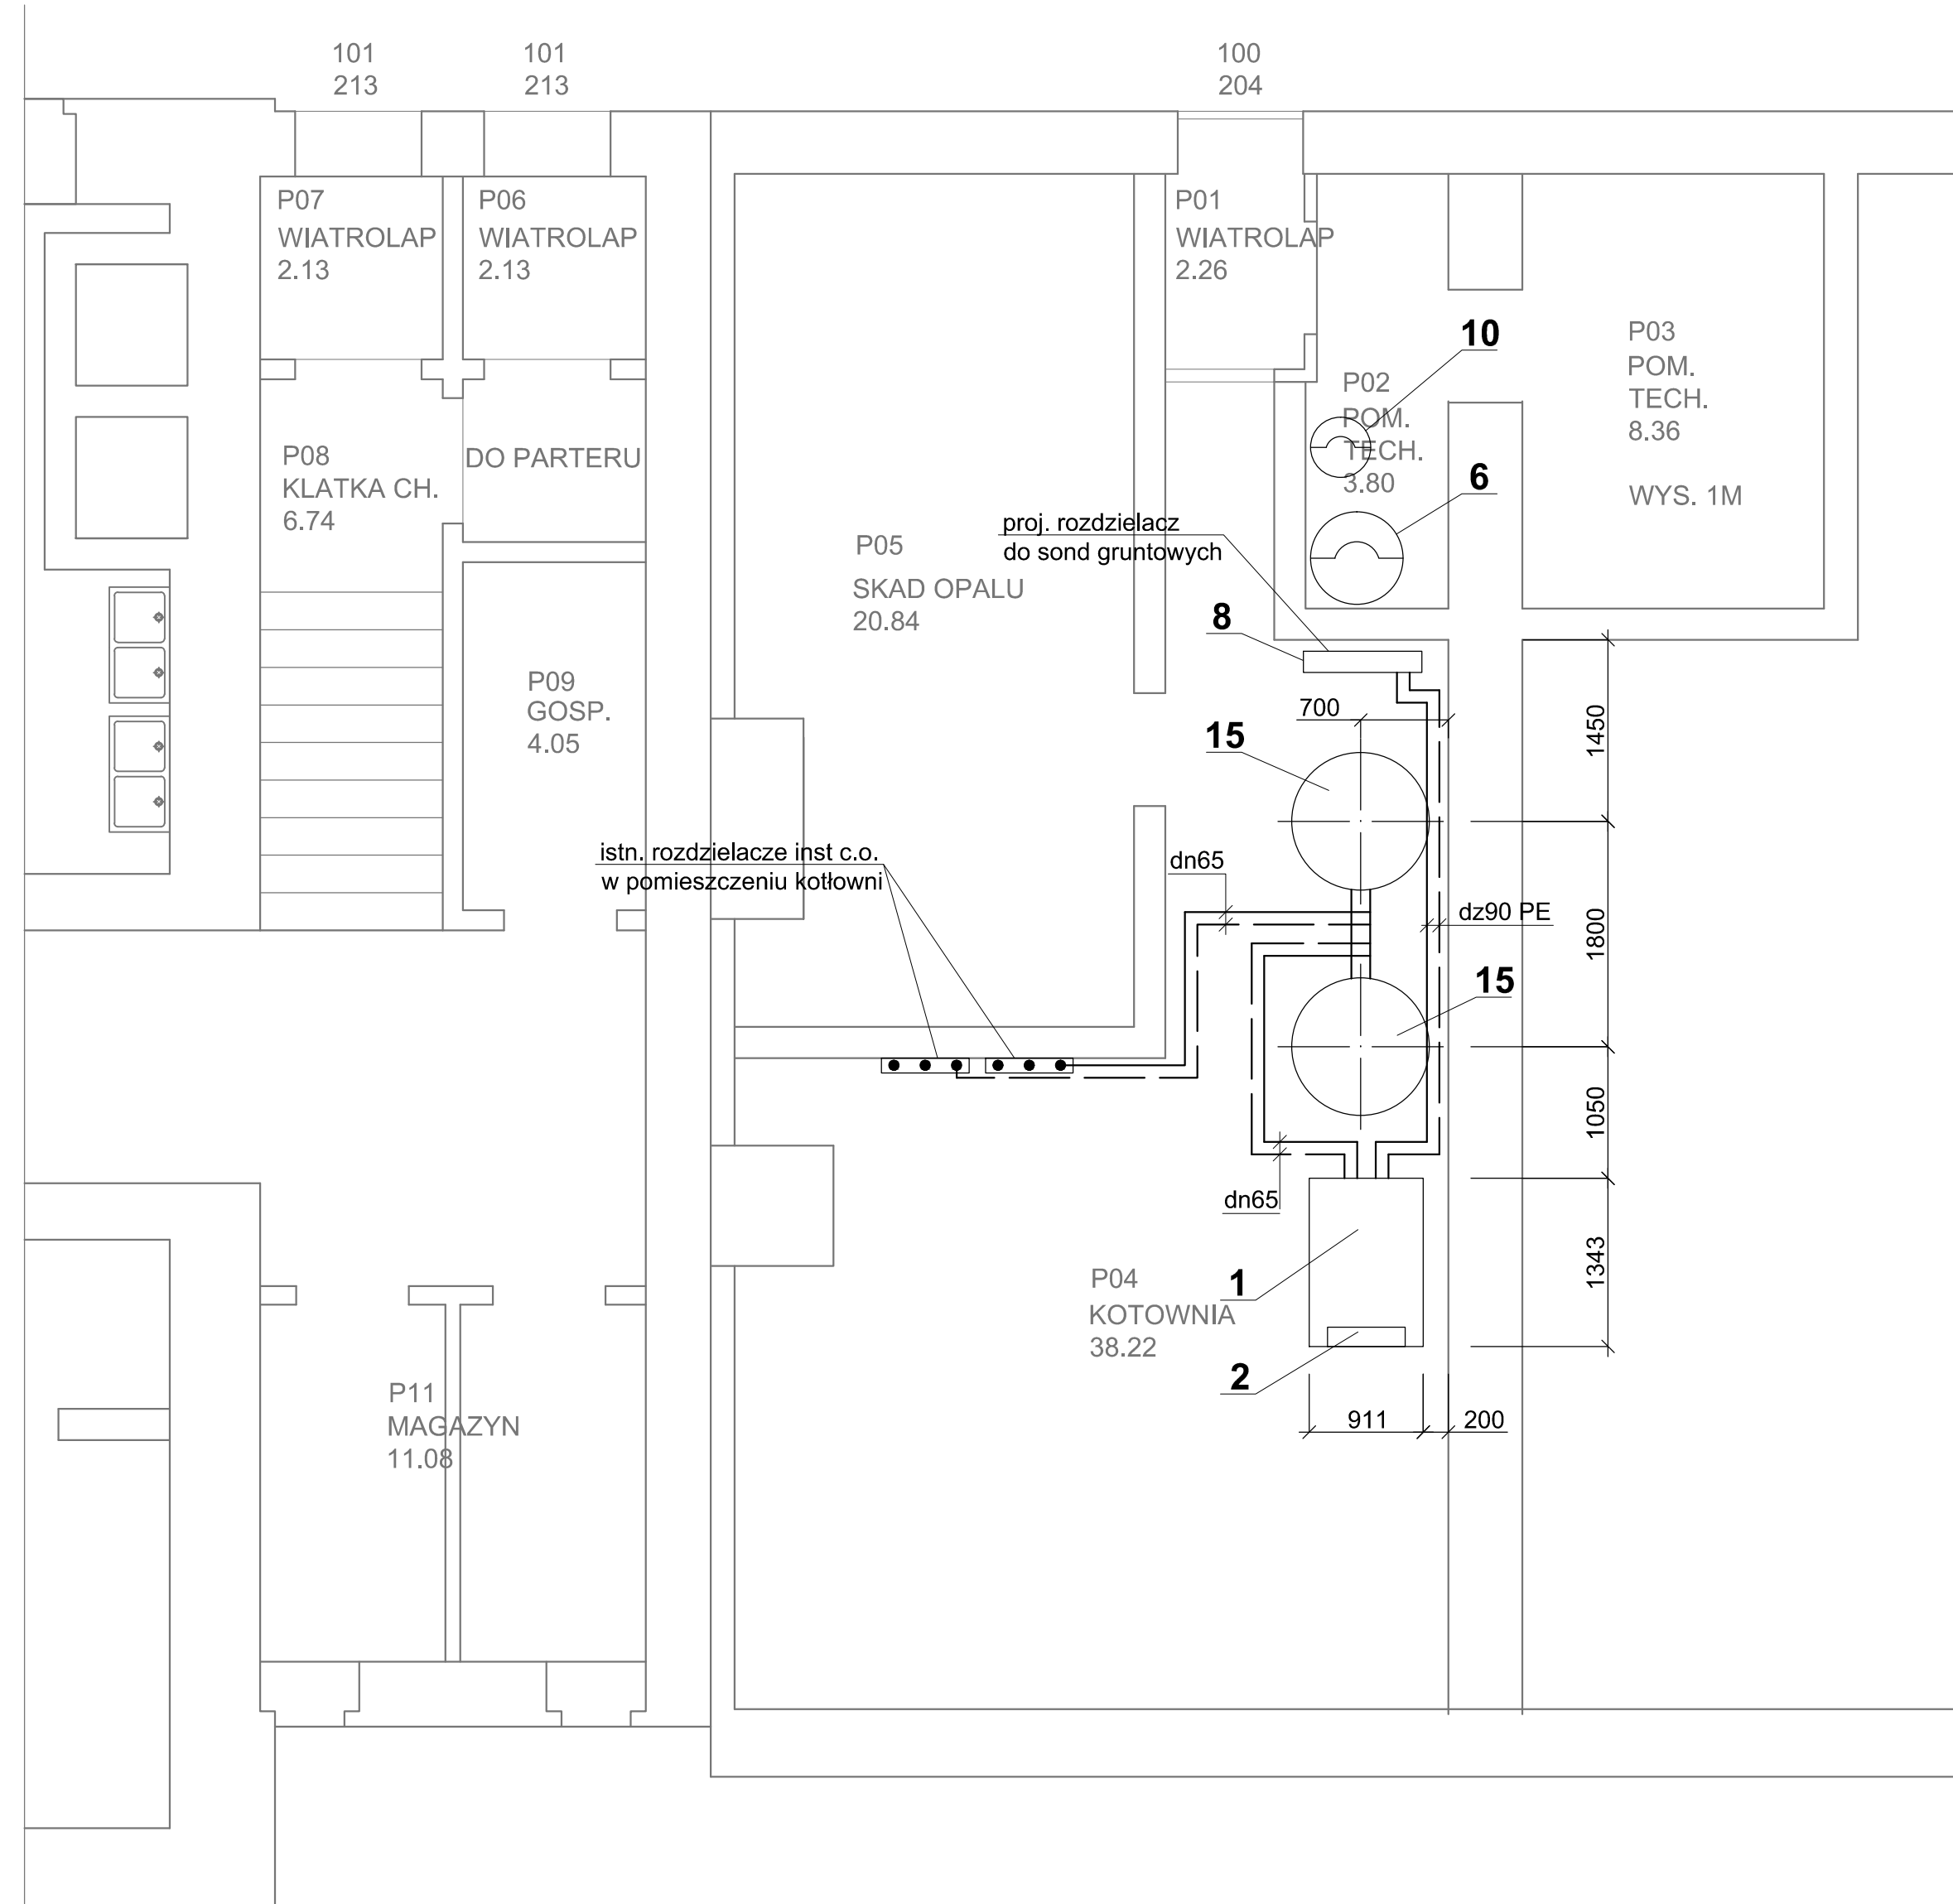 101
213
101
213
100
204
P07
WIATROLAP
2.13
P06
WIATROLAP
2.13
P01
WIATROLAP
2.26
10
P03
POM.
TECH.
8.36
WYS. 1M
P02
POM.
TECH.
3.80
6
P08
KLATKA CH.
6.74
DO PARTERU
proj. rozdzielacz
do sond gruntowych
P05
SKAD OPALU
20.84
8
P09
GOSP.
4.05
700
15
1450
istn. rozdzielacze inst c.o.
w pomieszczeniu kotłowni
dn65
dz90 PE
1800
15
1050
dn65
1343
P04
KOTOWNIA
38.22
1
2
P11
MAGAZYN
11.08
911
200